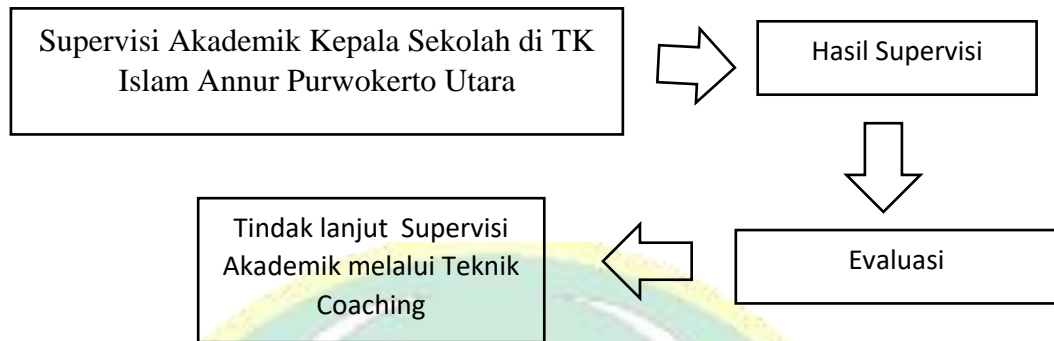 Supervisi Akademik Kepala Sekolah di TK
Islam Annur Purwokerto Utara
Hasil Supervisi
Evaluasi
Tindak lanjut Supervisi
Akademik melalui Teknik
Coaching